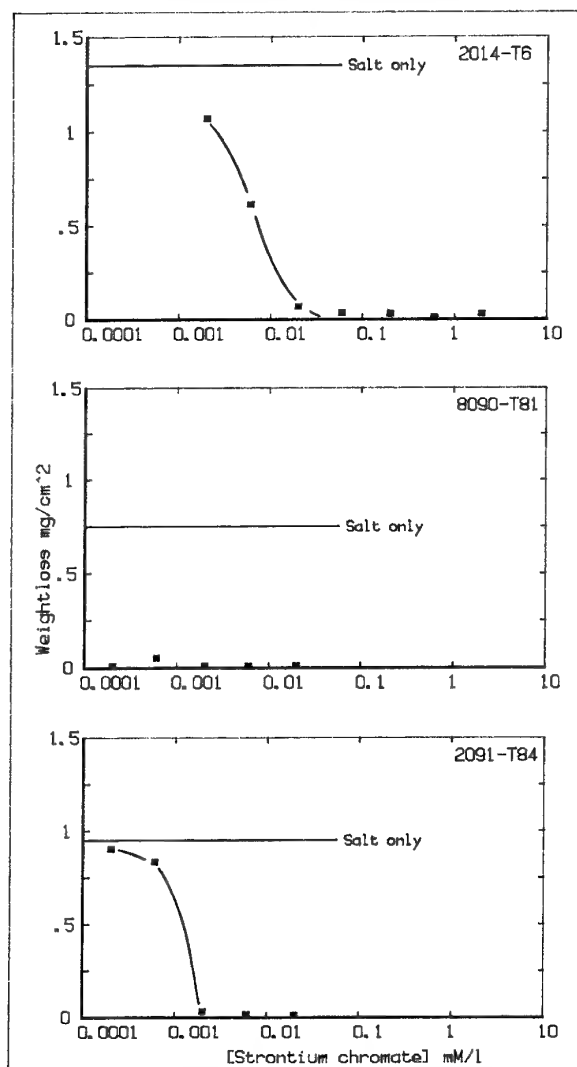 1.5
Salt only
2014-T6
1
.5
0
0.0001 0.001 0.01 0.1 1 10
1.5
8090-T81
1
Salt only
.5
0
0.0001 0.001 0.01 0.1 1 10
Weightloss mg/cm^2
1.5
2091-T84
1
Salt only
.5
0
0.0001 0.001 0.01 0.1 1 10
[Strontium chromate] mM/l